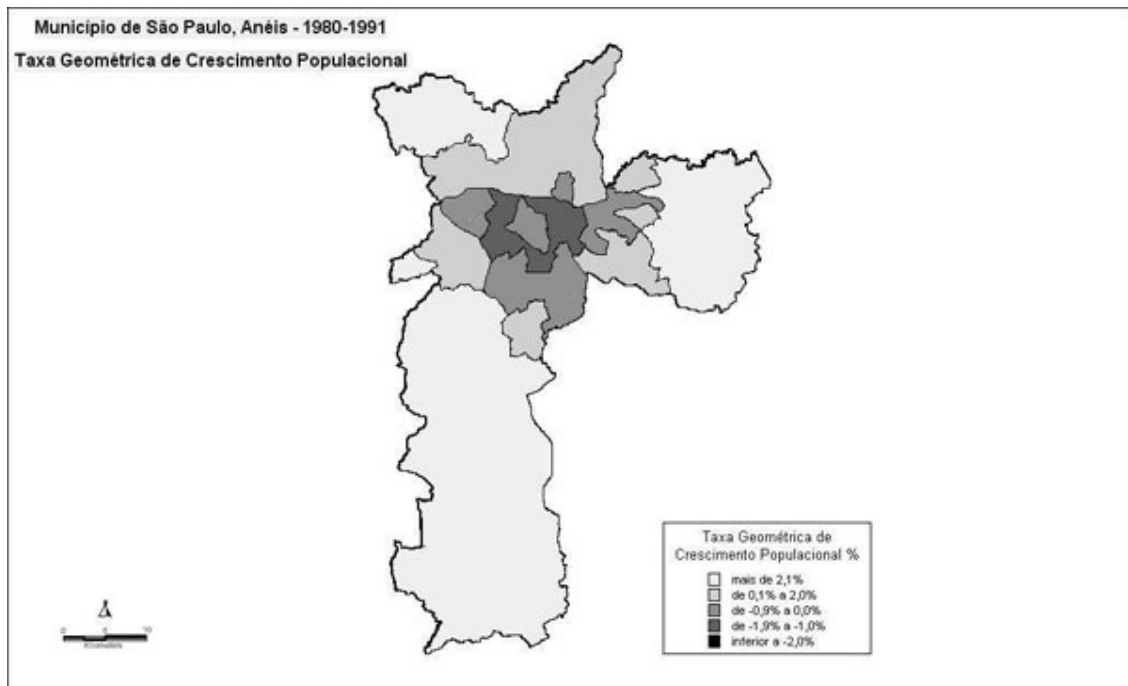 Município de São Paulo, Anéis - 1980-1991
Taxa Geométrica de Crescimento Populacional
Taxa Geométrica de
Crescimento Populacional %
mais de 2,1%
de 0,1% a 2,0%
de -0,9% a 0,0%
de -1,9% a -1,0%
inferior a -2,0%
0 10